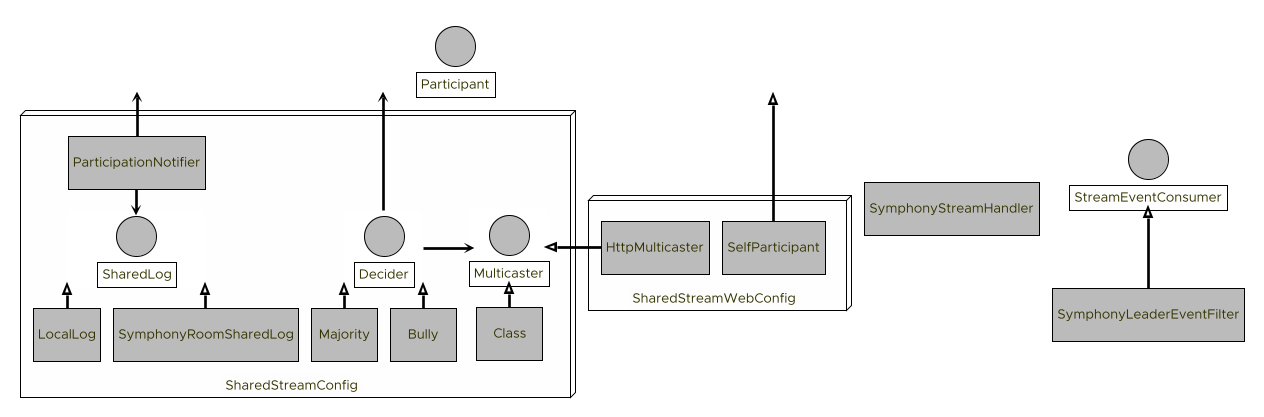 Participant
ParticipationNotifier
StreamEventConsumer
SymphonyStreamHandler
HttpMulticaster
SelfParticipant
SharedLog
Decider
Multicaster
SharedStreamWebConfig
SymphonyLeaderEventFilter
LocalLog
SymphonyRoomSharedLog
Majority
Bully
Class
SharedStreamConfig